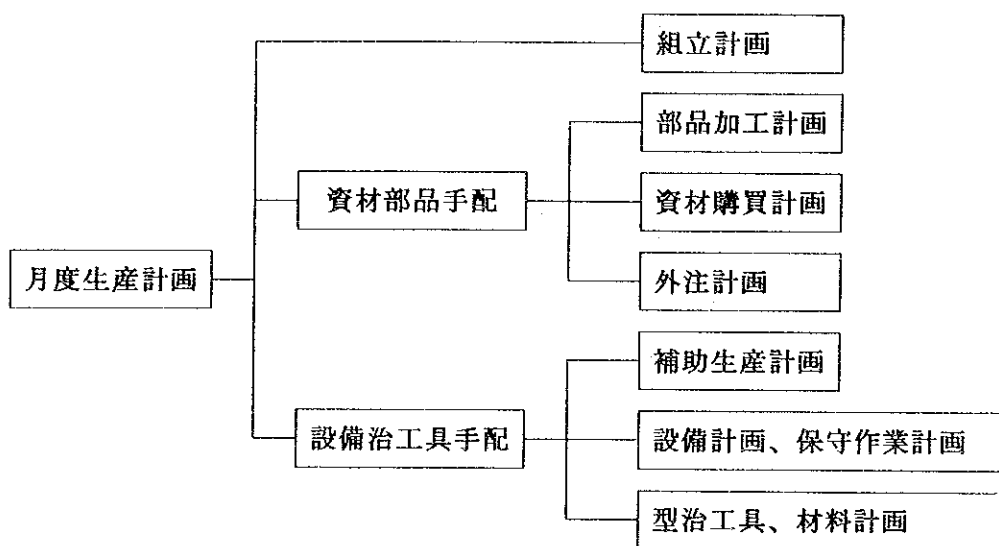 組立計画
部品加工計画
資材部品手配
資材購買計画
月度生産計画
外注計画
補助生産計画
設備治工具手配
設備計画、保守作業計画
型治工具、材料計画